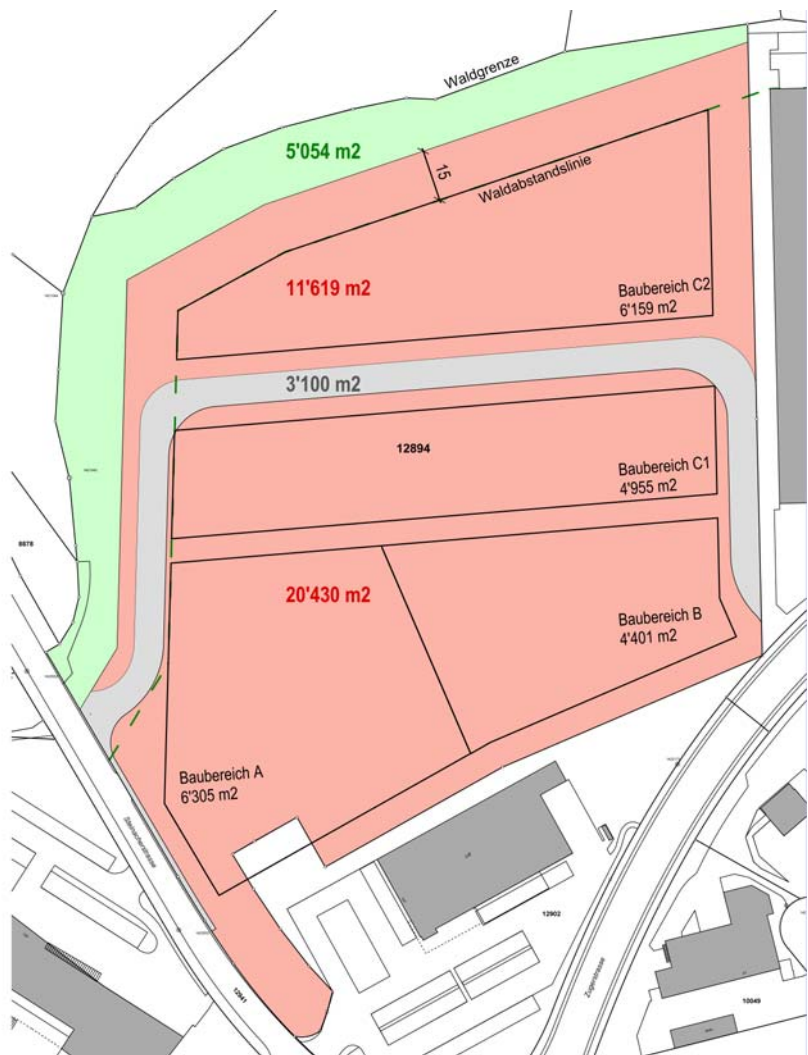 Waldgrenze
5'054 m2
15
Waldabstandslinie
11'619 m2
Baubereich C2
6'159 m2
3'100 m2
12894
Baubereich C1
4'955 m2
8878
20'430 m2
Baubereich B
4'401 m2
Baubereich A
6'305 m2
Steinacherstrasse
12902
Zugerstrasse
12941
10049